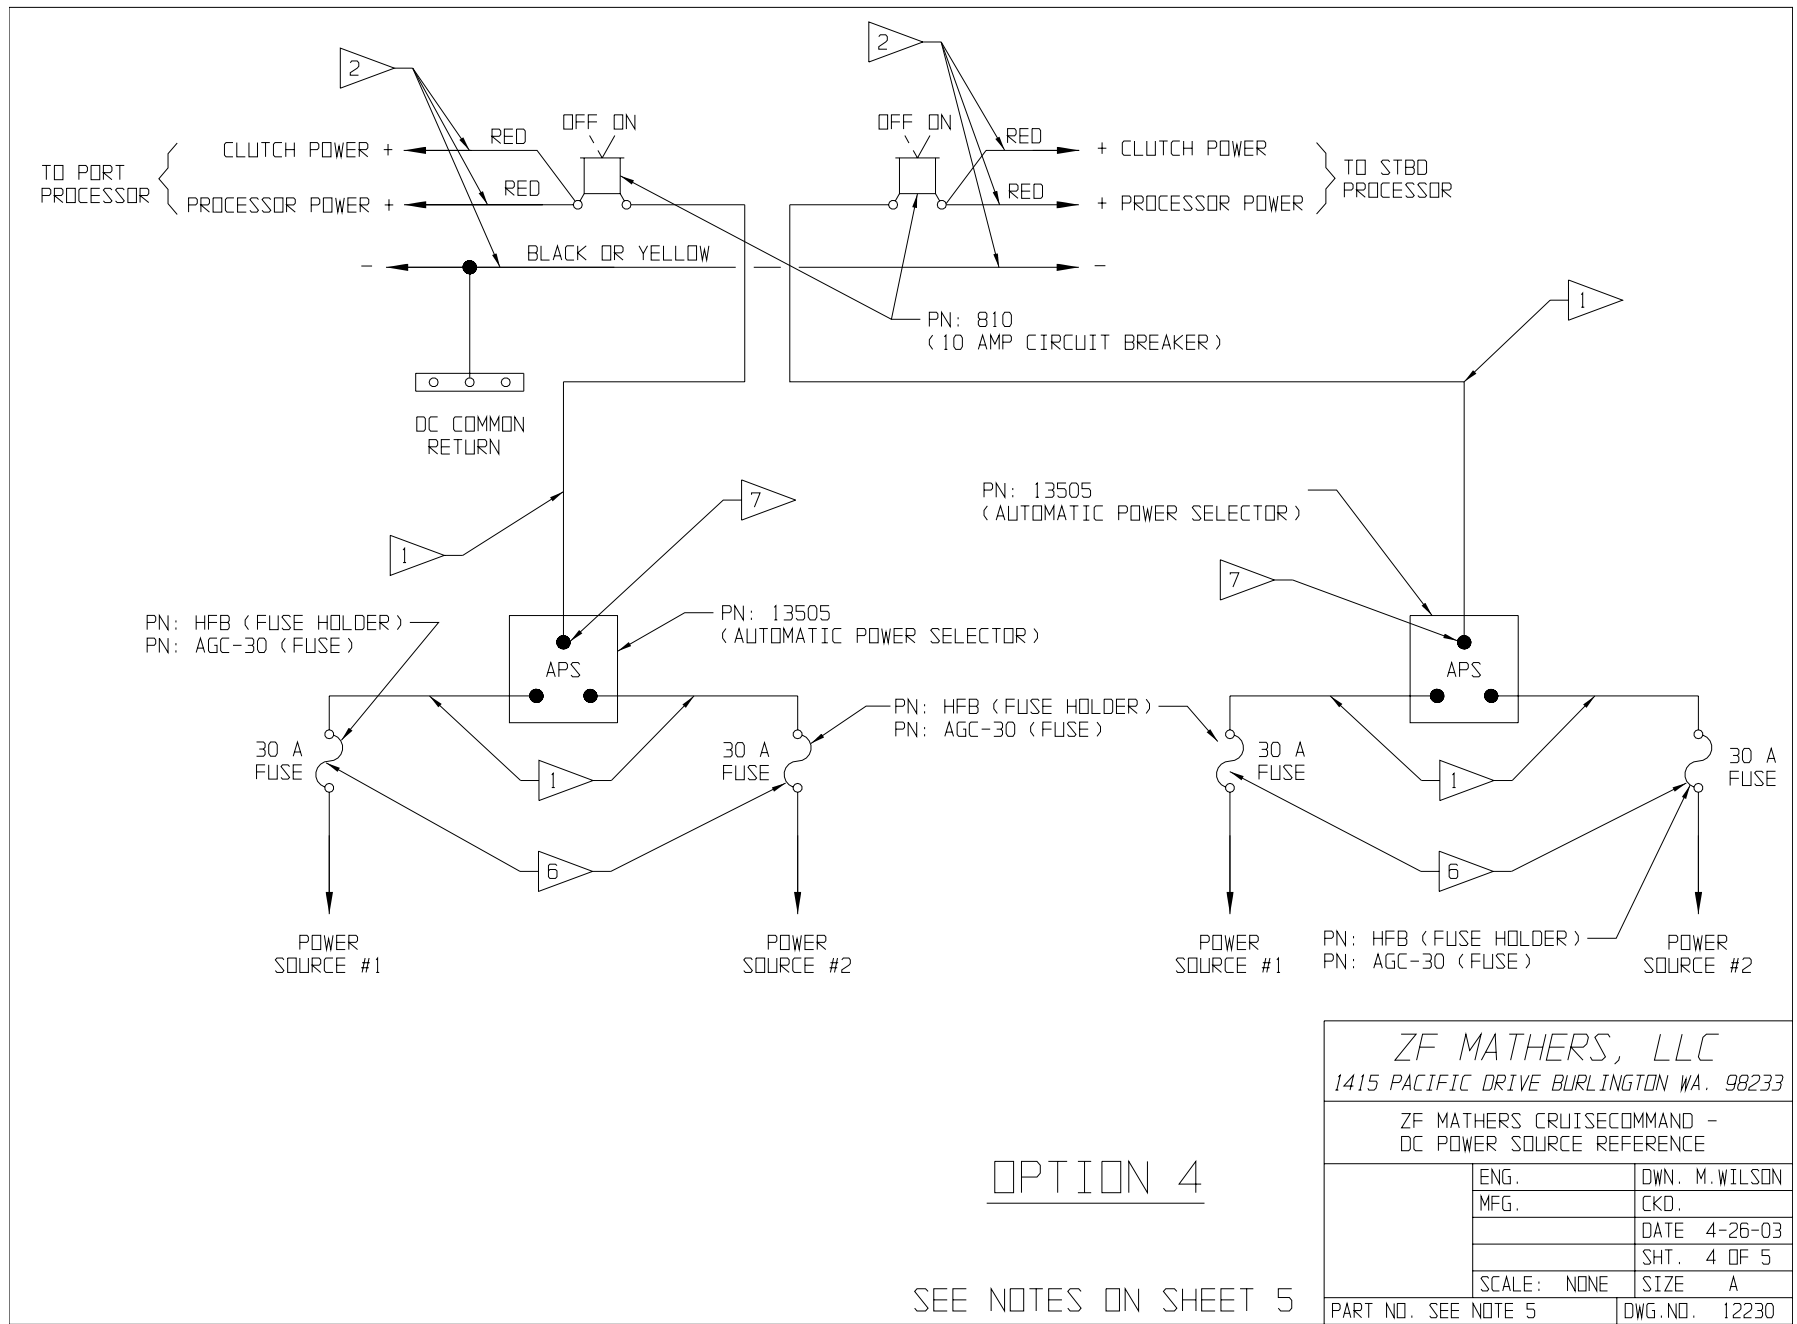 2
2
OFF ON
OFF ON
RED
RED
CLUTCH POWER +
+ CLUTCH POWER
TO PORT
PROCESSOR
TO STBD
PROCESSOR
RED
RED
PROCESSOR POWER +
+ PROCESSOR POWER
BLACK OR YELLOW
-
-
1
PN: 810
(10 AMP CIRCUIT BREAKER)
DC COMMON
RETURN
7
PN: 13505
(AUTOMATIC POWER SELECTOR)
1
7
PN: HFB (FUSE HOLDER)
PN: AGC-30 (FUSE)
PN: 13505
(AUTOMATIC POWER SELECTOR)
APS
APS
PN: HFB (FUSE HOLDER)
PN: AGC-30 (FUSE)
30 A
FUSE
30 A
FUSE
30 A
FUSE
30 A
FUSE
1
1
6
6
POWER
SOURCE #1
POWER
SOURCE #2
POWER
SOURCE #1
PN: HFB (FUSE HOLDER)
PN: AGC-30 (FUSE)
POWER
SOURCE #2
ZF MATHERS, LLC
1415 PACIFIC DRIVE BURLINGTON WA. 98233
ZF MATHERS CRUISECOMMAND -
DC POWER SOURCE REFERENCE
OPTION 4
ENG.
DWN. M.WILSON
MFG.
CKD.
DATE 4-26-03
SHT. 4 OF 5
SCALE: NONE
SIZE A
SEE NOTES ON SHEET 5
PART NO. SEE NOTE 5
DWG.NO. 12230